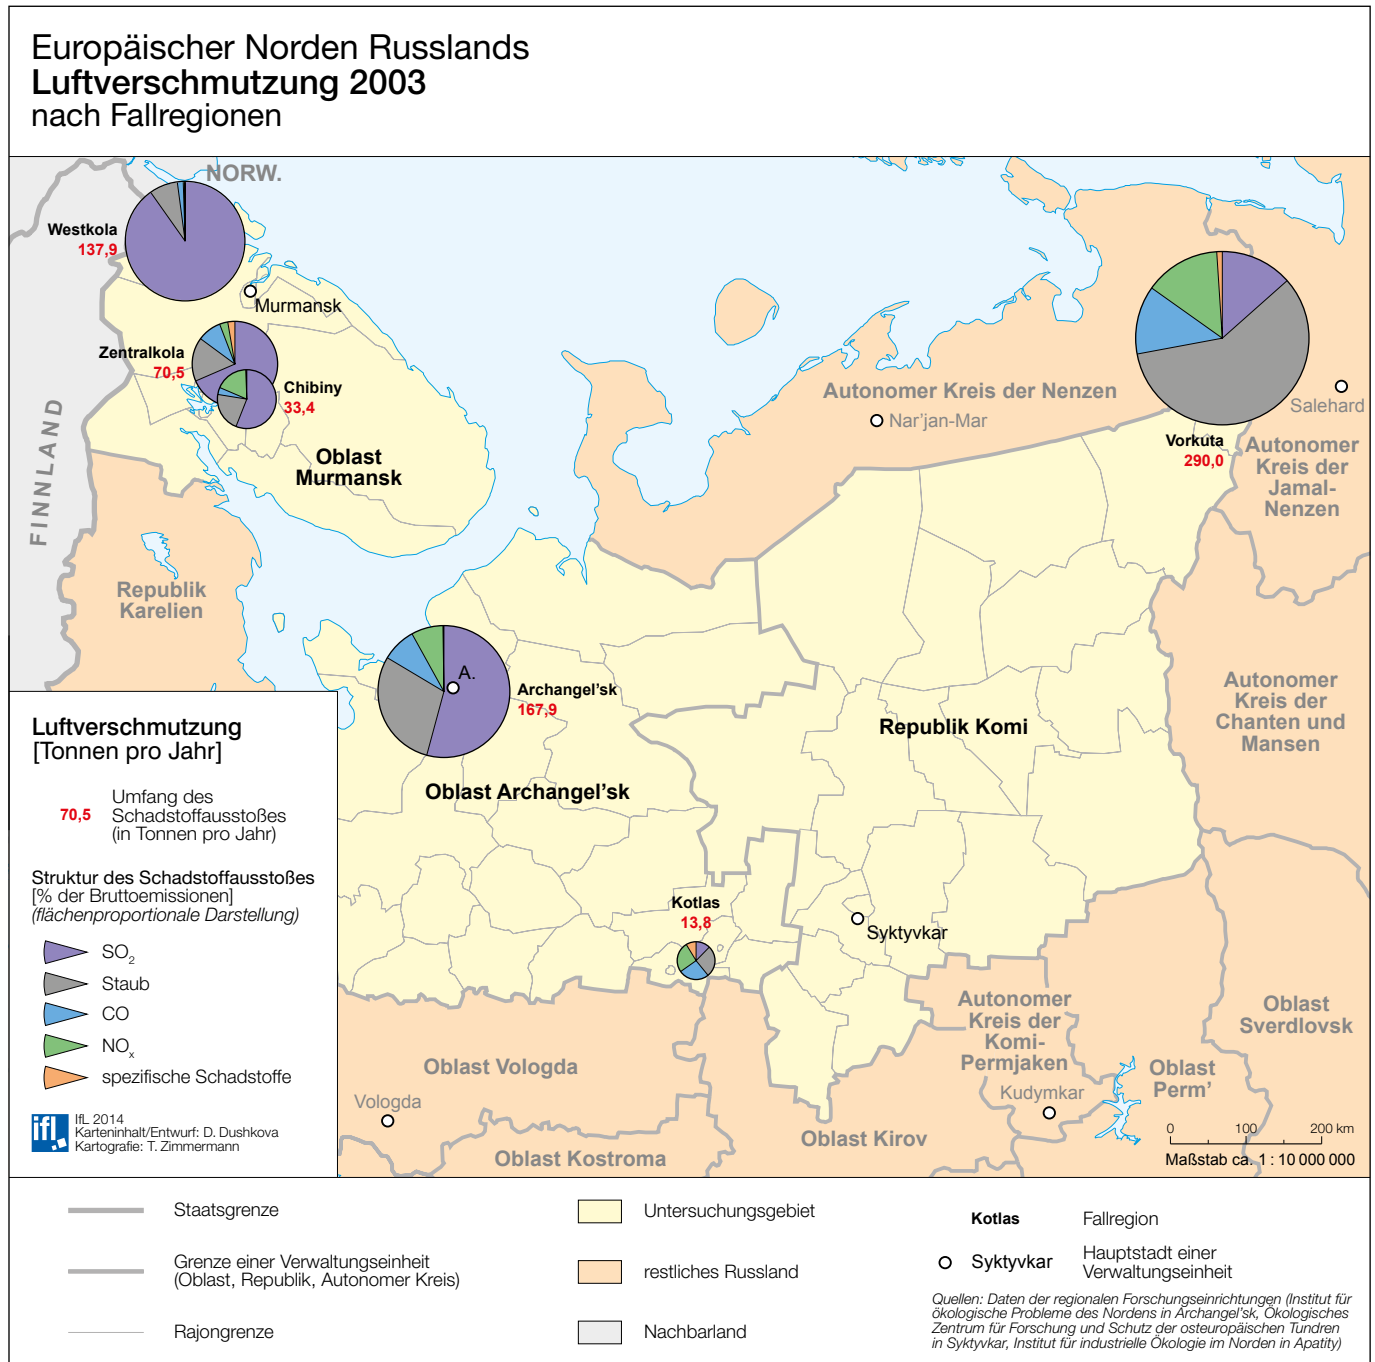 Europäischer Norden Russlands
Luftverschmutzung 2003
nach Fallregionen
NORW.
Westkola
137,9
Murmansk
Zentralkola
70,5
Chibiny
33,4
Oblast
Murmansk
FINNLAND
Republik
Karelien
Autonomer Kreis der Nenzen
Nar'jan-Mar
Salehard
Vorkuta
290,0
Autonomer
Kreis der
Jamal-
Nenzen
A.
Archangel'sk
167,9
Oblast Archangel'sk
Republik Komi
Autonomer
Kreis der
Chanten und
Mansen
Kotlas
13,8
Syktyvkar
Autonomer
Kreis der
Komi-
Permjaken
Kudymkar
Oblast
Sverdlovsk
Oblast
Perm'
Oblast Vologda
Vologda
Oblast Kirov
Oblast Kostroma
0 100 200 km
Maßstab ca. 1 : 10 000 000
Luftverschmutzung
[Tonnen pro Jahr]
70,5
Umfang des
Schadstoffausstoßes
(in Tonnen pro Jahr)
Struktur des Schadstoffausstoßes
[% der Bruttoemissionen]
(flächenproportionale Darstellung)
SO₂
Staub
CO
NOₓ
spezifische Schadstoffe
ifl
IfL 2014
Karteninhalt/Entwurf: D. Dushkova
Kartografie: T. Zimmermann
Staatsgrenze
Grenze einer Verwaltungseinheit
(Oblast, Republik, Autonomer Kreis)
Rajongrenze
Untersuchungsgebiet
restliches Russland
Nachbarland
Kotlas Fallregion
Syktyvkar Hauptstadt einer
Verwaltungseinheit
Quellen: Daten der regionalen Forschungseinrichtungen (Institut für
ökologische Probleme des Nordens in Archangel'sk, Ökologisches
Zentrum für Forschung und Schutz der osteuropäischen Tundren
in Syktyvkar, Institut für industrielle Ökologie im Norden in Apatity)